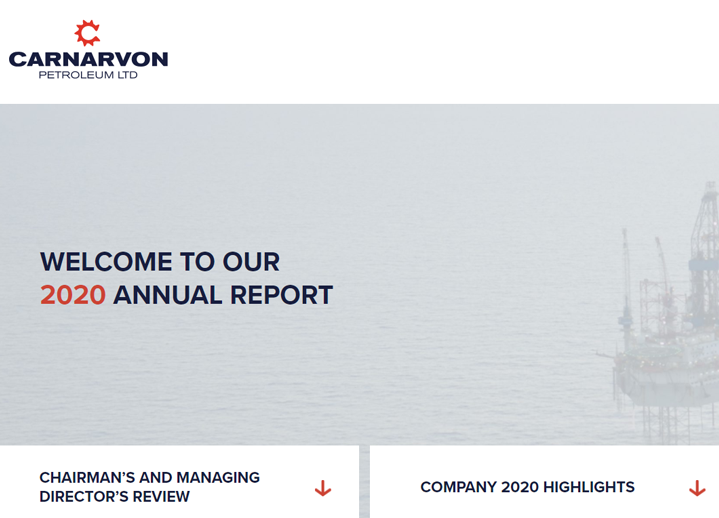 CARNARVON
PETROLEUM LTD
WELCOME TO OUR
2020 ANNUAL REPORT
CHAIRMAN'S AND MANAGING
DIRECTOR'S REVIEW
COMPANY 2020 HIGHLIGHTS